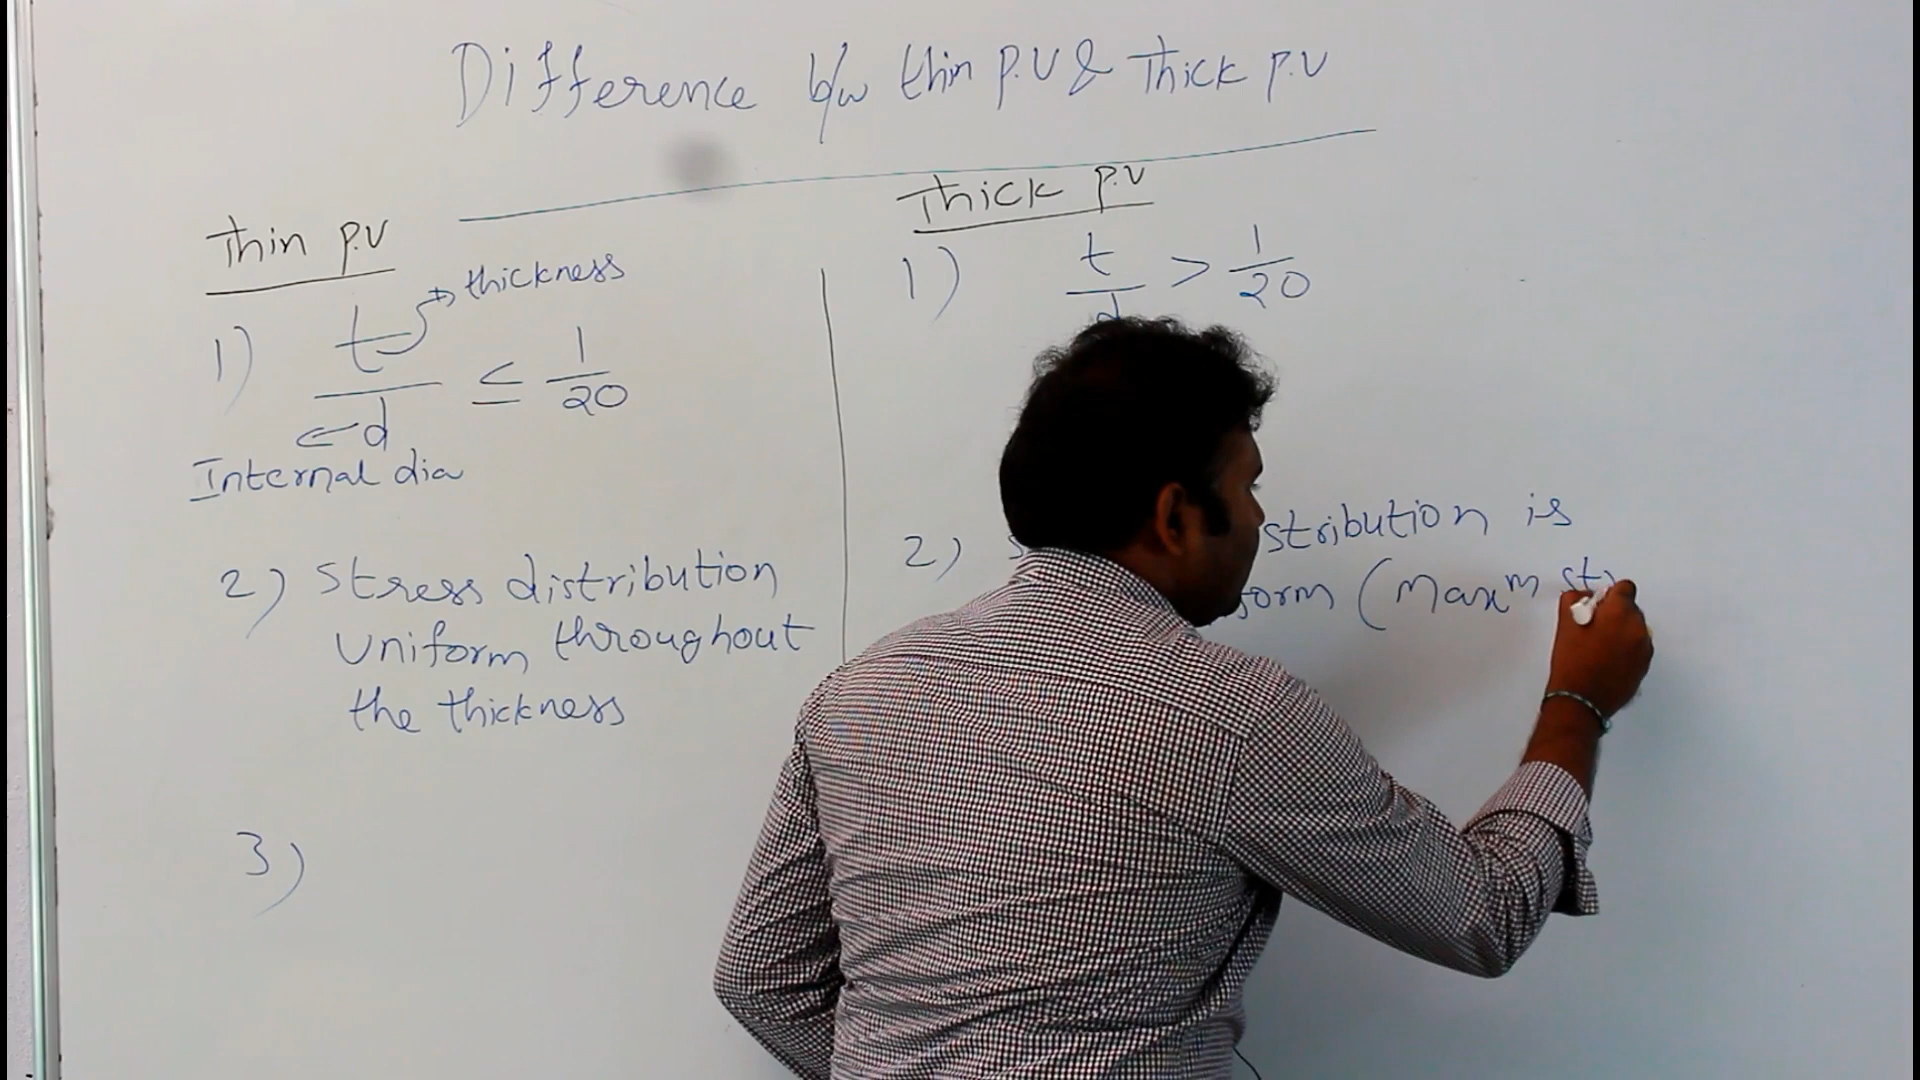 Difference b/w thin P.V & Thick P.V
Thin P.V
t → thickness
1) t/d ≤ 1/20
Internal dia
2) Stress distribution
uniform throughout
the thickness
3)
Thick P.V
1) t/d > 1/20
2) stribution is
form (Maxm st